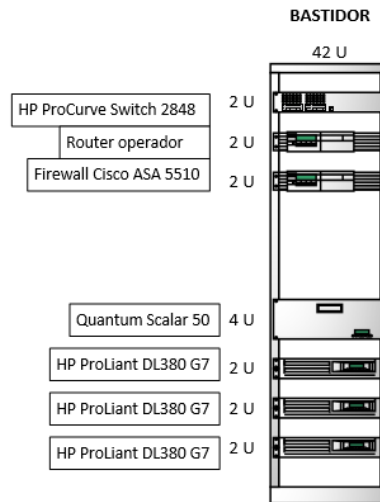 BASTIDOR
42 U
HP ProCurve Switch 2848 2 U
Router operador 2 U
Firewall Cisco ASA 5510 2 U
Quantum Scalar 50 4 U
HP ProLiant DL380 G7 2 U
HP ProLiant DL380 G7 2 U
HP ProLiant DL380 G7 2 U